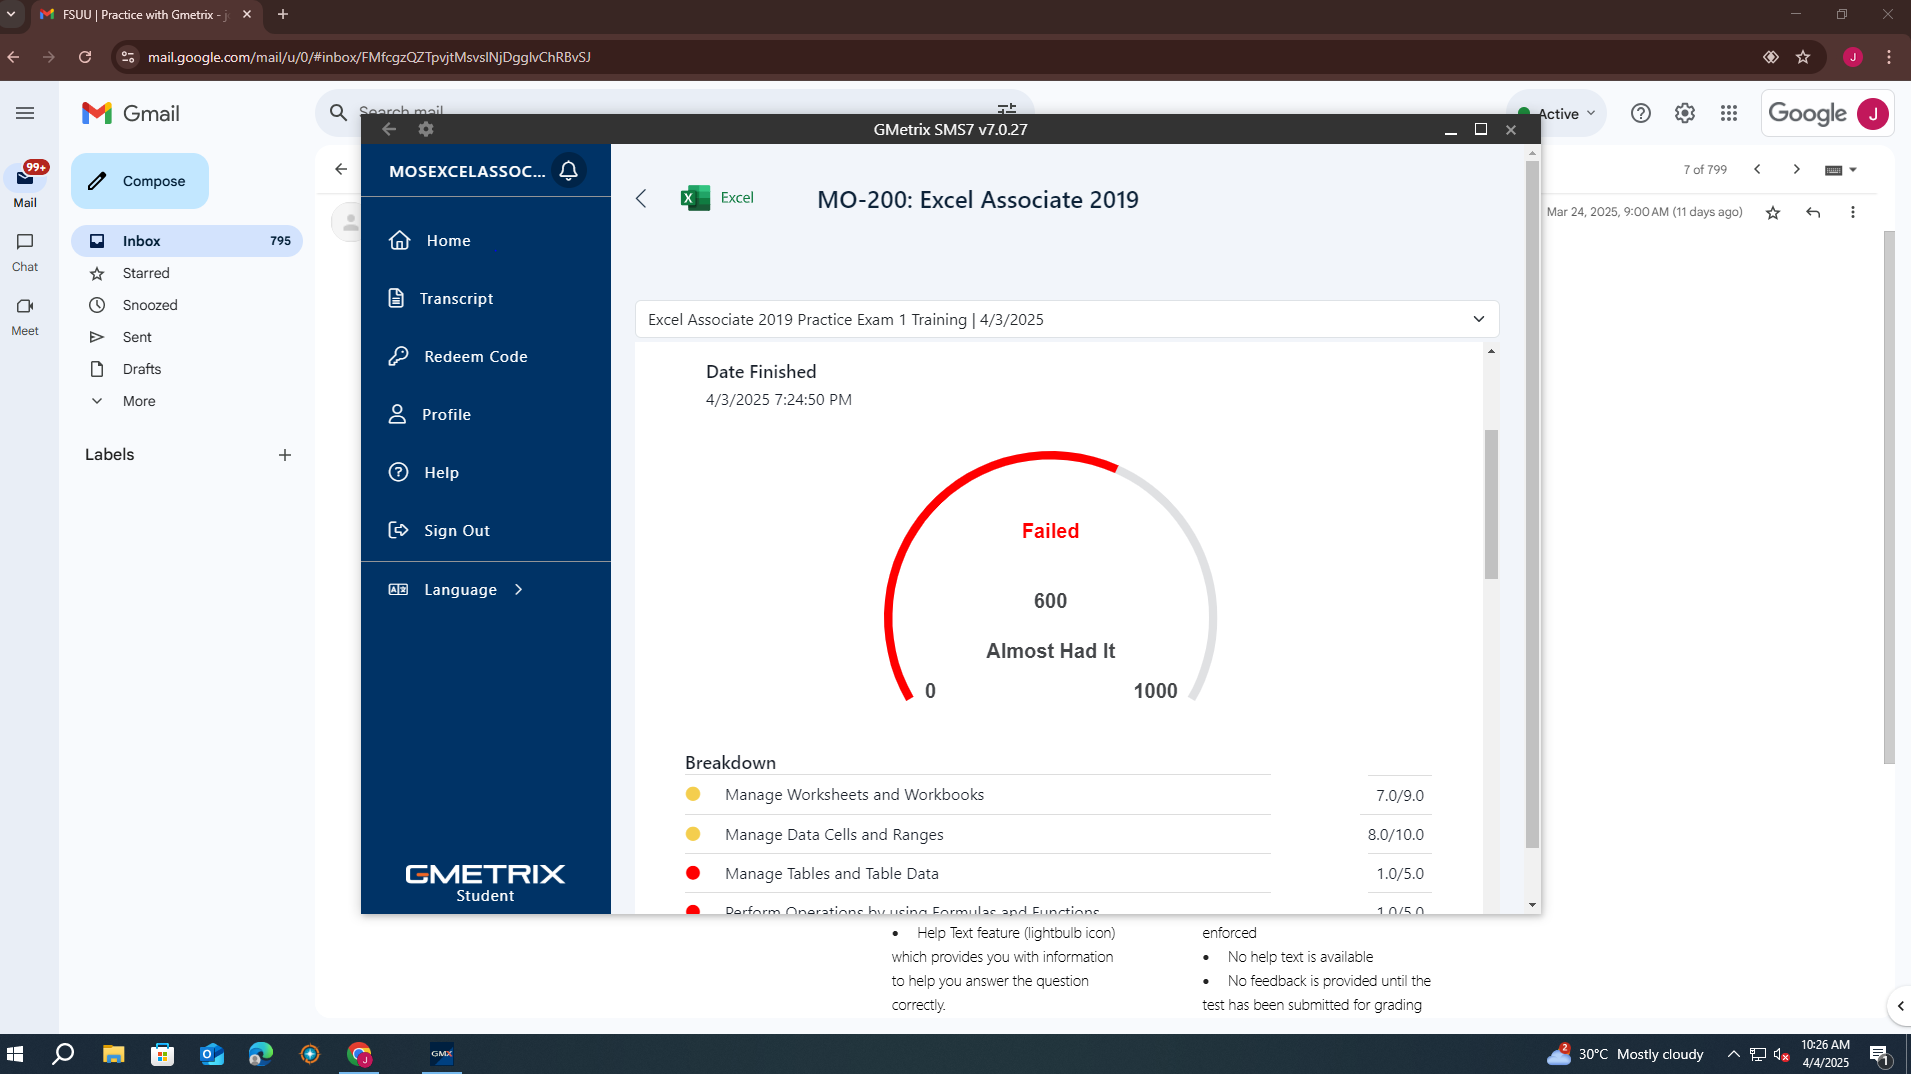 FSUU | Practice with Gmetrix -
mail.google.com/mail/u/0/#inbox/FMfcgzQZTpvjtMsvslNjDgglvChRBvSJ
J
Gmail
Search mail
Active
Google
J
99+
Mail
Chat
Meet
Compose
Inbox 795
Starred
Snoozed
Sent
Drafts
More
Labels
7 of 799
Mar 24, 2025, 9:00 AM (11 days ago)
GMetrix SMS7 v7.0.27
MOSEXCELASSOC...
Home
Transcript
Redeem Code
Profile
Help
Sign Out
Language
GMETRIX
Student
Excel
MO-200: Excel Associate 2019
Excel Associate 2019 Practice Exam 1 Training | 4/3/2025
Date Finished
4/3/2025 7:24:50 PM
Failed
600
Almost Had It
0 1000
Breakdown
Manage Worksheets and Workbooks 7.0/9.0
Manage Data Cells and Ranges 8.0/10.0
Manage Tables and Table Data 1.0/5.0
Perform Operations by using Formulas and Functions 1.0/5.0
• Help Text feature (lightbulb icon)
which provides you with information
to help you answer the question
correctly.
enforced
• No help text is available
• No feedback is provided until the
test has been submitted for grading
GMX
2
30°C Mostly cloudy
10:26 AM
4/4/2025
1